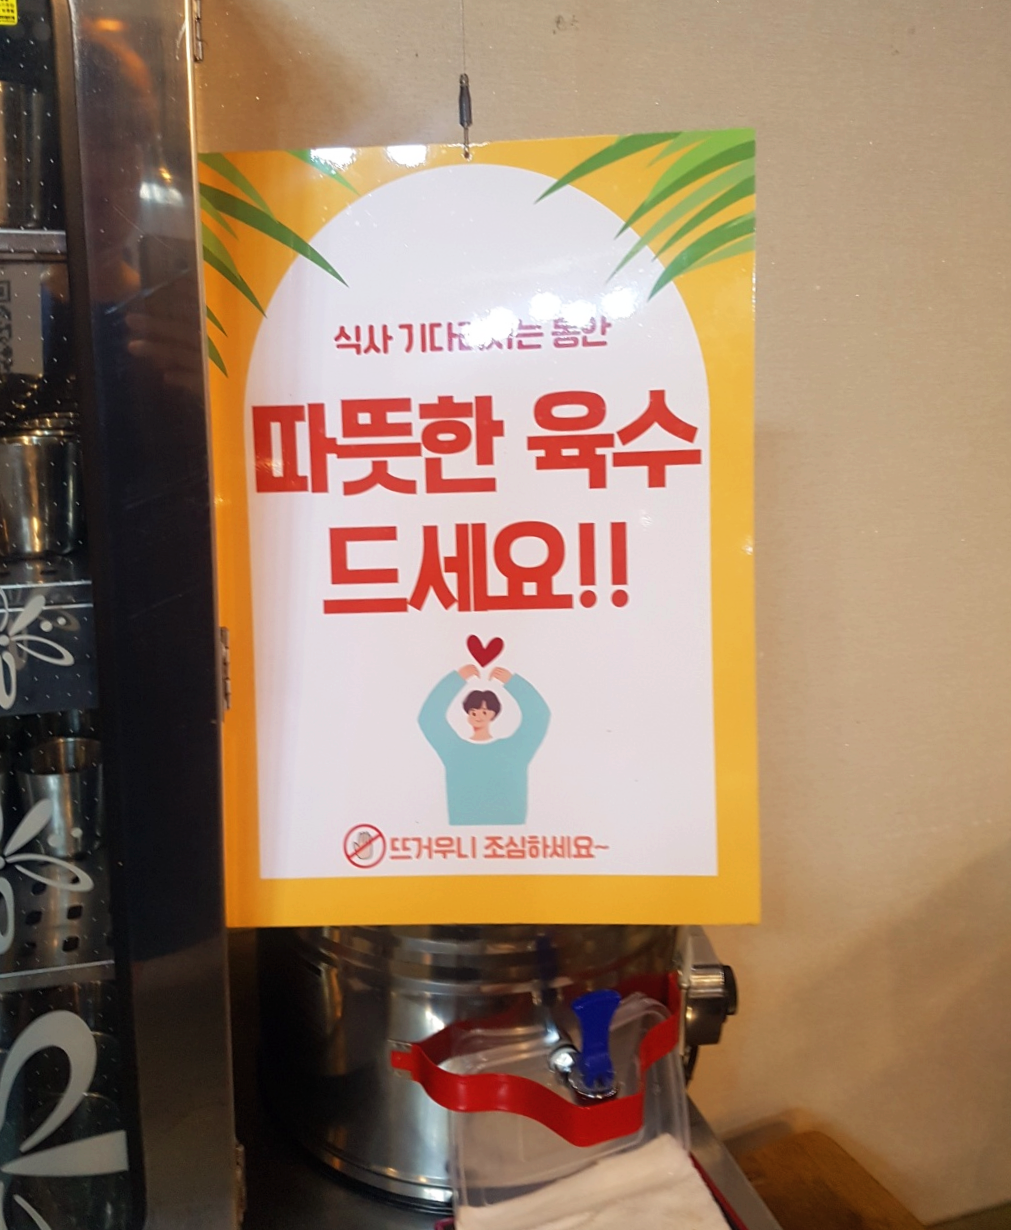 식사 기다리시는 동안
따뜻한 육수
드세요!!
뜨거우니 조심하세요~